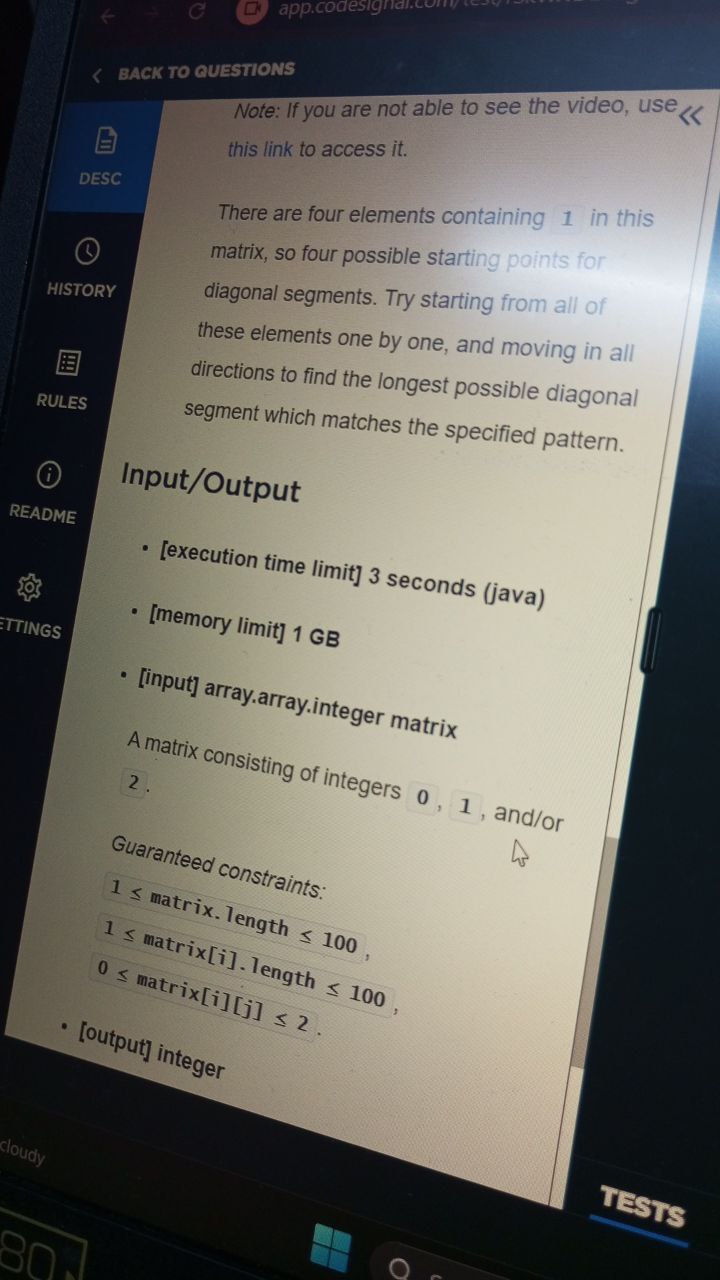 app.codesignal.com/test/
BACK TO QUESTIONS
Note: If you are not able to see the video, use
this link to access it.
DESC
There are four elements containing 1 in this
matrix, so four possible starting points for
diagonal segments. Try starting from all of
these elements one by one, and moving in all
directions to find the longest possible diagonal
segment which matches the specified pattern.
HISTORY
RULES
README
ETTINGS
Input/Output
• [execution time limit] 3 seconds (java)
• [memory limit] 1 GB
• [input] array.array.integer matrix
A matrix consisting of integers 0, 1, and/or
2.
Guaranteed constraints:
1 ≤ matrix.length ≤ 100,
1 ≤ matrix[i].length ≤ 100,
0 ≤ matrix[i][j] ≤ 2.
• [output] integer
cloudy
TESTS
80